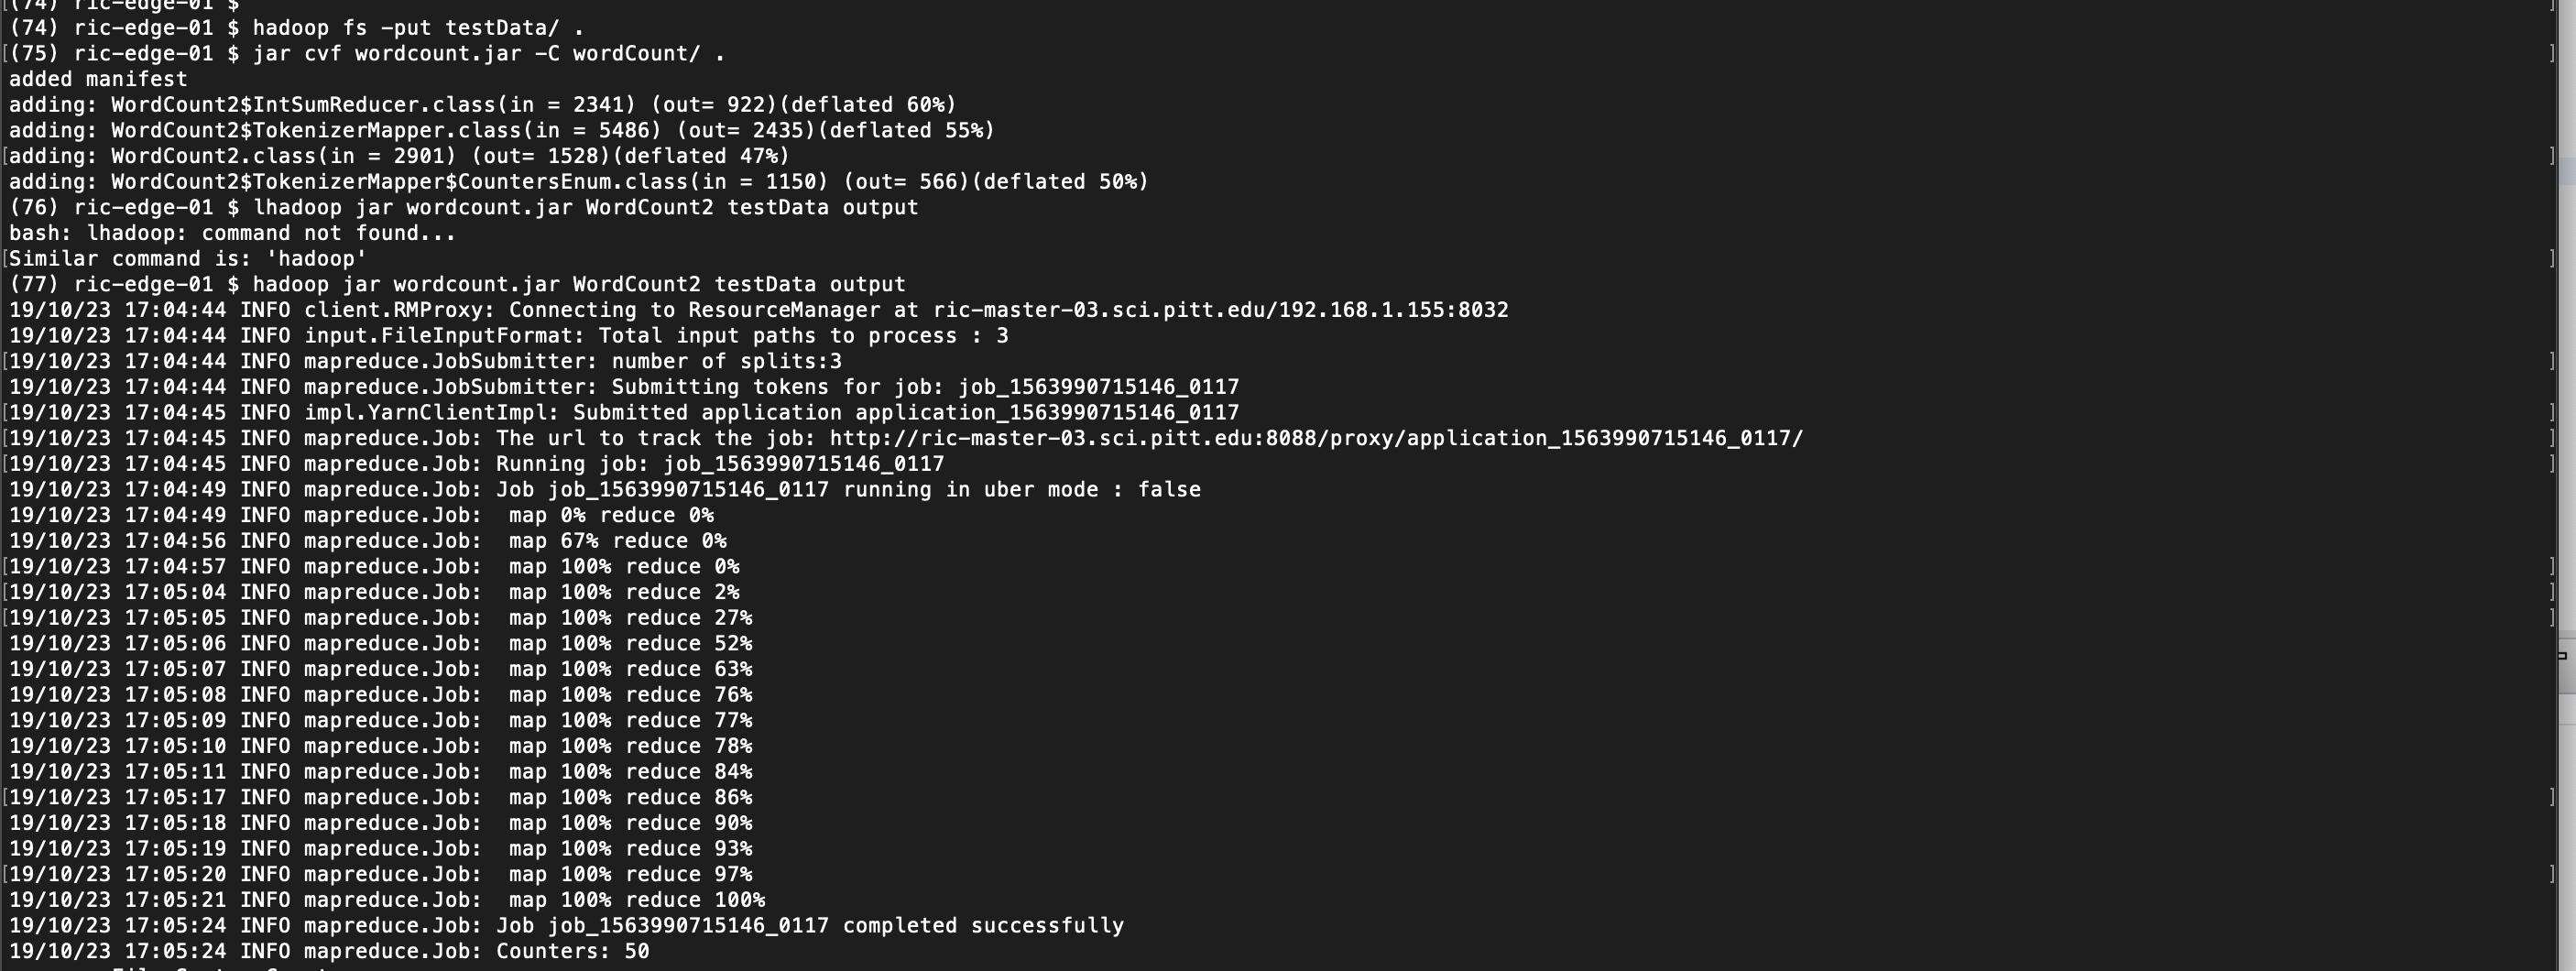 (74) ric-edge-01 $
(74) ric-edge-01 $ hadoop fs -put testData/ .
[(75) ric-edge-01 $ jar cvf wordcount.jar -C wordCount/ . ]
added manifest
adding: WordCount2$IntSumReducer.class(in = 2341) (out= 922)(deflated 60%)
adding: WordCount2$TokenizerMapper.class(in = 5486) (out= 2435)(deflated 55%)
[adding: WordCount2.class(in = 2901) (out= 1528)(deflated 47%) ]
adding: WordCount2$TokenizerMapper$CountersEnum.class(in = 1150) (out= 566)(deflated 50%)
(76) ric-edge-01 $ lhadoop jar wordcount.jar WordCount2 testData output
bash: lhadoop: command not found...
[Similar command is: 'hadoop' ]
(77) ric-edge-01 $ hadoop jar wordcount.jar WordCount2 testData output
19/10/23 17:04:44 INFO client.RMProxy: Connecting to ResourceManager at ric-master-03.sci.pitt.edu/192.168.1.155:8032
19/10/23 17:04:44 INFO input.FileInputFormat: Total input paths to process : 3
[19/10/23 17:04:44 INFO mapreduce.JobSubmitter: number of splits:3 ]
19/10/23 17:04:44 INFO mapreduce.JobSubmitter: Submitting tokens for job: job_1563990715146_0117
[19/10/23 17:04:45 INFO impl.YarnClientImpl: Submitted application application_1563990715146_0117 ]
[19/10/23 17:04:45 INFO mapreduce.Job: The url to track the job: http://ric-master-03.sci.pitt.edu:8088/proxy/application_1563990715146_0117/ ]
[19/10/23 17:04:45 INFO mapreduce.Job: Running job: job_1563990715146_0117 ]
19/10/23 17:04:49 INFO mapreduce.Job: Job job_1563990715146_0117 running in uber mode : false
19/10/23 17:04:49 INFO mapreduce.Job:  map 0% reduce 0%
19/10/23 17:04:56 INFO mapreduce.Job:  map 67% reduce 0%
[19/10/23 17:04:57 INFO mapreduce.Job:  map 100% reduce 0% ]
[19/10/23 17:05:04 INFO mapreduce.Job:  map 100% reduce 2% ]
[19/10/23 17:05:05 INFO mapreduce.Job:  map 100% reduce 27% ]
19/10/23 17:05:06 INFO mapreduce.Job:  map 100% reduce 52%
19/10/23 17:05:07 INFO mapreduce.Job:  map 100% reduce 63%
19/10/23 17:05:08 INFO mapreduce.Job:  map 100% reduce 76%
19/10/23 17:05:09 INFO mapreduce.Job:  map 100% reduce 77%
19/10/23 17:05:10 INFO mapreduce.Job:  map 100% reduce 78%
19/10/23 17:05:11 INFO mapreduce.Job:  map 100% reduce 84%
[19/10/23 17:05:17 INFO mapreduce.Job:  map 100% reduce 86% ]
19/10/23 17:05:18 INFO mapreduce.Job:  map 100% reduce 90%
19/10/23 17:05:19 INFO mapreduce.Job:  map 100% reduce 93%
[19/10/23 17:05:20 INFO mapreduce.Job:  map 100% reduce 97% ]
19/10/23 17:05:21 INFO mapreduce.Job:  map 100% reduce 100%
19/10/23 17:05:24 INFO mapreduce.Job: Job job_1563990715146_0117 completed successfully
19/10/23 17:05:24 INFO mapreduce.Job: Counters: 50